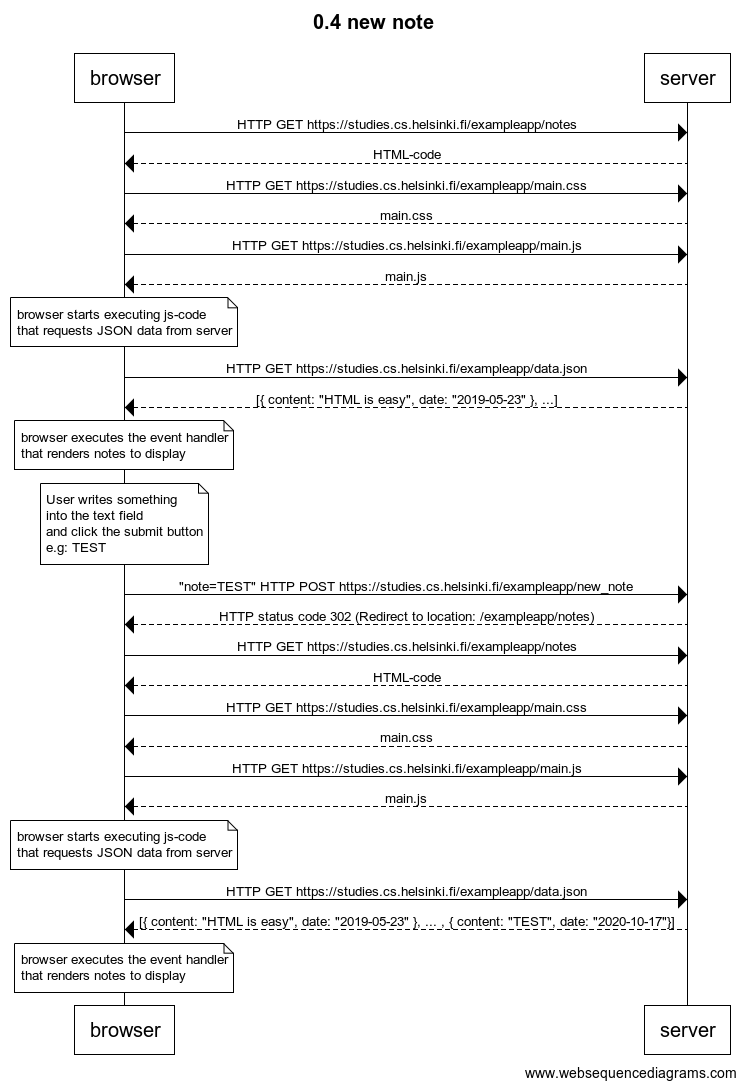 0.4 new note
browser
server
HTTP GET https://studies.cs.helsinki.fi/exampleapp/notes
HTML-code
HTTP GET https://studies.cs.helsinki.fi/exampleapp/main.css
main.css
HTTP GET https://studies.cs.helsinki.fi/exampleapp/main.js
main.js
browser starts executing js-code
that requests JSON data from server
HTTP GET https://studies.cs.helsinki.fi/exampleapp/data.json
[{ content: "HTML is easy", date: "2019-05-23" }, ...]
browser executes the event handler
that renders notes to display
User writes something
into the text field
and click the submit button
e.g: TEST
"note=TEST" HTTP POST https://studies.cs.helsinki.fi/exampleapp/new_note
HTTP status code 302 (Redirect to location: /exampleapp/notes)
HTTP GET https://studies.cs.helsinki.fi/exampleapp/notes
HTML-code
HTTP GET https://studies.cs.helsinki.fi/exampleapp/main.css
main.css
HTTP GET https://studies.cs.helsinki.fi/exampleapp/main.js
main.js
browser starts executing js-code
that requests JSON data from server
HTTP GET https://studies.cs.helsinki.fi/exampleapp/data.json
[{ content: "HTML is easy", date: "2019-05-23" }, ... , { content: "TEST", date: "2020-10-17"}]
browser executes the event handler
that renders notes to display
browser
server
www.websequencediagrams.com